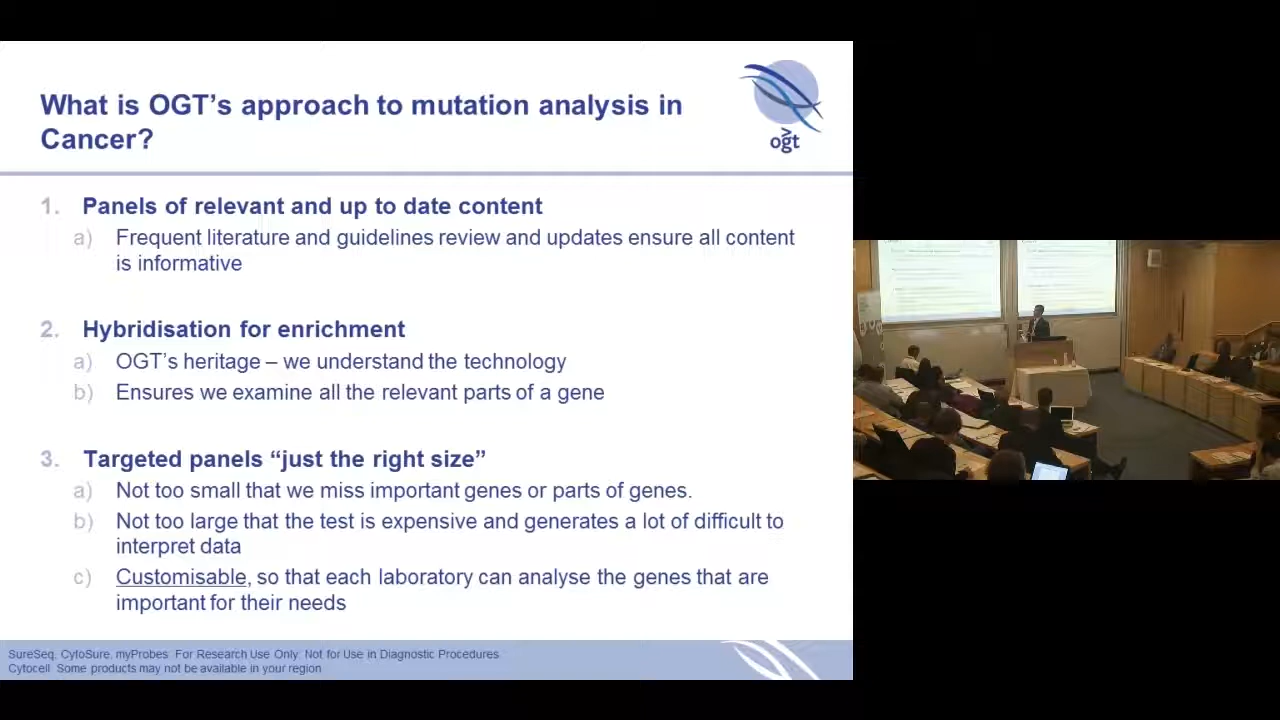 What is OGT's approach to mutation analysis in
Cancer?
ogt
1. Panels of relevant and up to date content
a) Frequent literature and guidelines review and updates ensure all content
is informative
2. Hybridisation for enrichment
a) OGT's heritage – we understand the technology
b) Ensures we examine all the relevant parts of a gene
3. Targeted panels “just the right size”
a) Not too small that we miss important genes or parts of genes.
b) Not too large that the test is expensive and generates a lot of difficult to
interpret data
c) Customisable, so that each laboratory can analyse the genes that are
important for their needs
SureSeq, CytoSure, myProbes: For Research Use Only: Not for Use in Diagnostic Procedures
Cytocell: Some products may not be available in your region